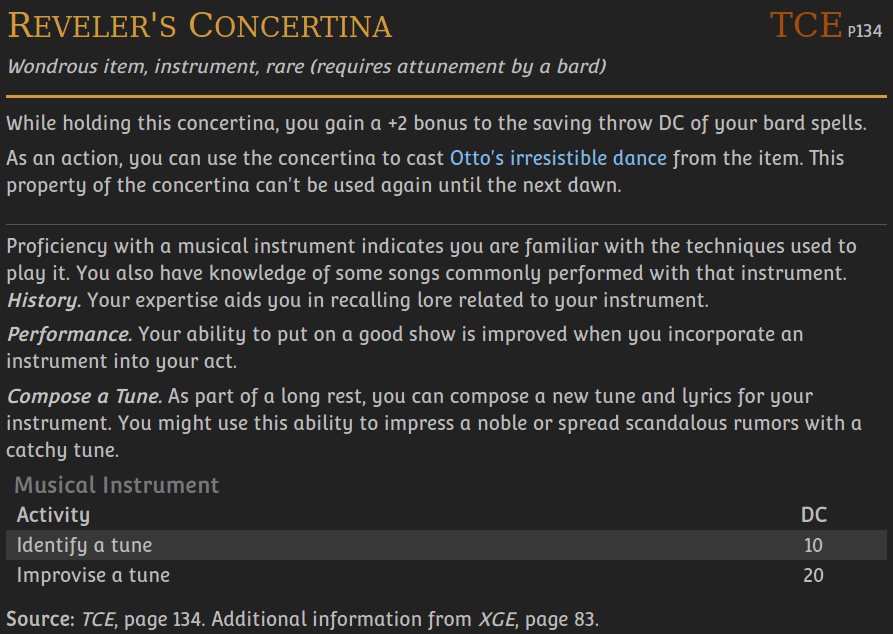 REVELER'S CONCERTINA TCE P134
Wondrous item, instrument, rare (requires attunement by a bard)
While holding this concertina, you gain a +2 bonus to the saving throw DC of your bard spells.
As an action, you can use the concertina to cast Otto's irresistible dance from the item. This
property of the concertina can't be used again until the next dawn.
Proficiency with a musical instrument indicates you are familiar with the techniques used to
play it. You also have knowledge of some songs commonly performed with that instrument.
History. Your expertise aids you in recalling lore related to your instrument.
Performance. Your ability to put on a good show is improved when you incorporate an
instrument into your act.
Compose a Tune. As part of a long rest, you can compose a new tune and lyrics for your
instrument. You might use this ability to impress a noble or spread scandalous rumors with a
catchy tune.
Musical Instrument
Activity DC
Identify a tune 10
Improvise a tune 20
Source: TCE, page 134. Additional information from XGE, page 83.